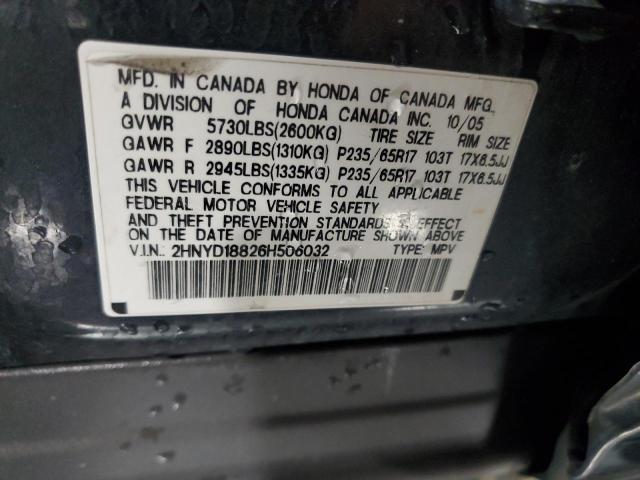 MFD. IN CANADA BY HONDA OF CANADA MFG.,
A DIVISION OF HONDA CANADA INC. 10/05
GVWR 5730LBS(2600KG) TIRE SIZE RIM SIZE
GAWR F 2890LBS(1310KG) P235/65R17 103T 17X6.5JJ
GAWR R 2945LBS(1335KG) P235/65R17 103T 17X6.5JJ
THIS VEHICLE CONFORMS TO ALL APPLICABLE
FEDERAL MOTOR VEHICLE SAFETY
AND THEFT PREVENTION STANDARDS IN EFFECT
ON THE DATE OF MANUFACTURE SHOWN ABOVE.
V.I.N.: 2HNYD18826H506032 TYPE: MPV